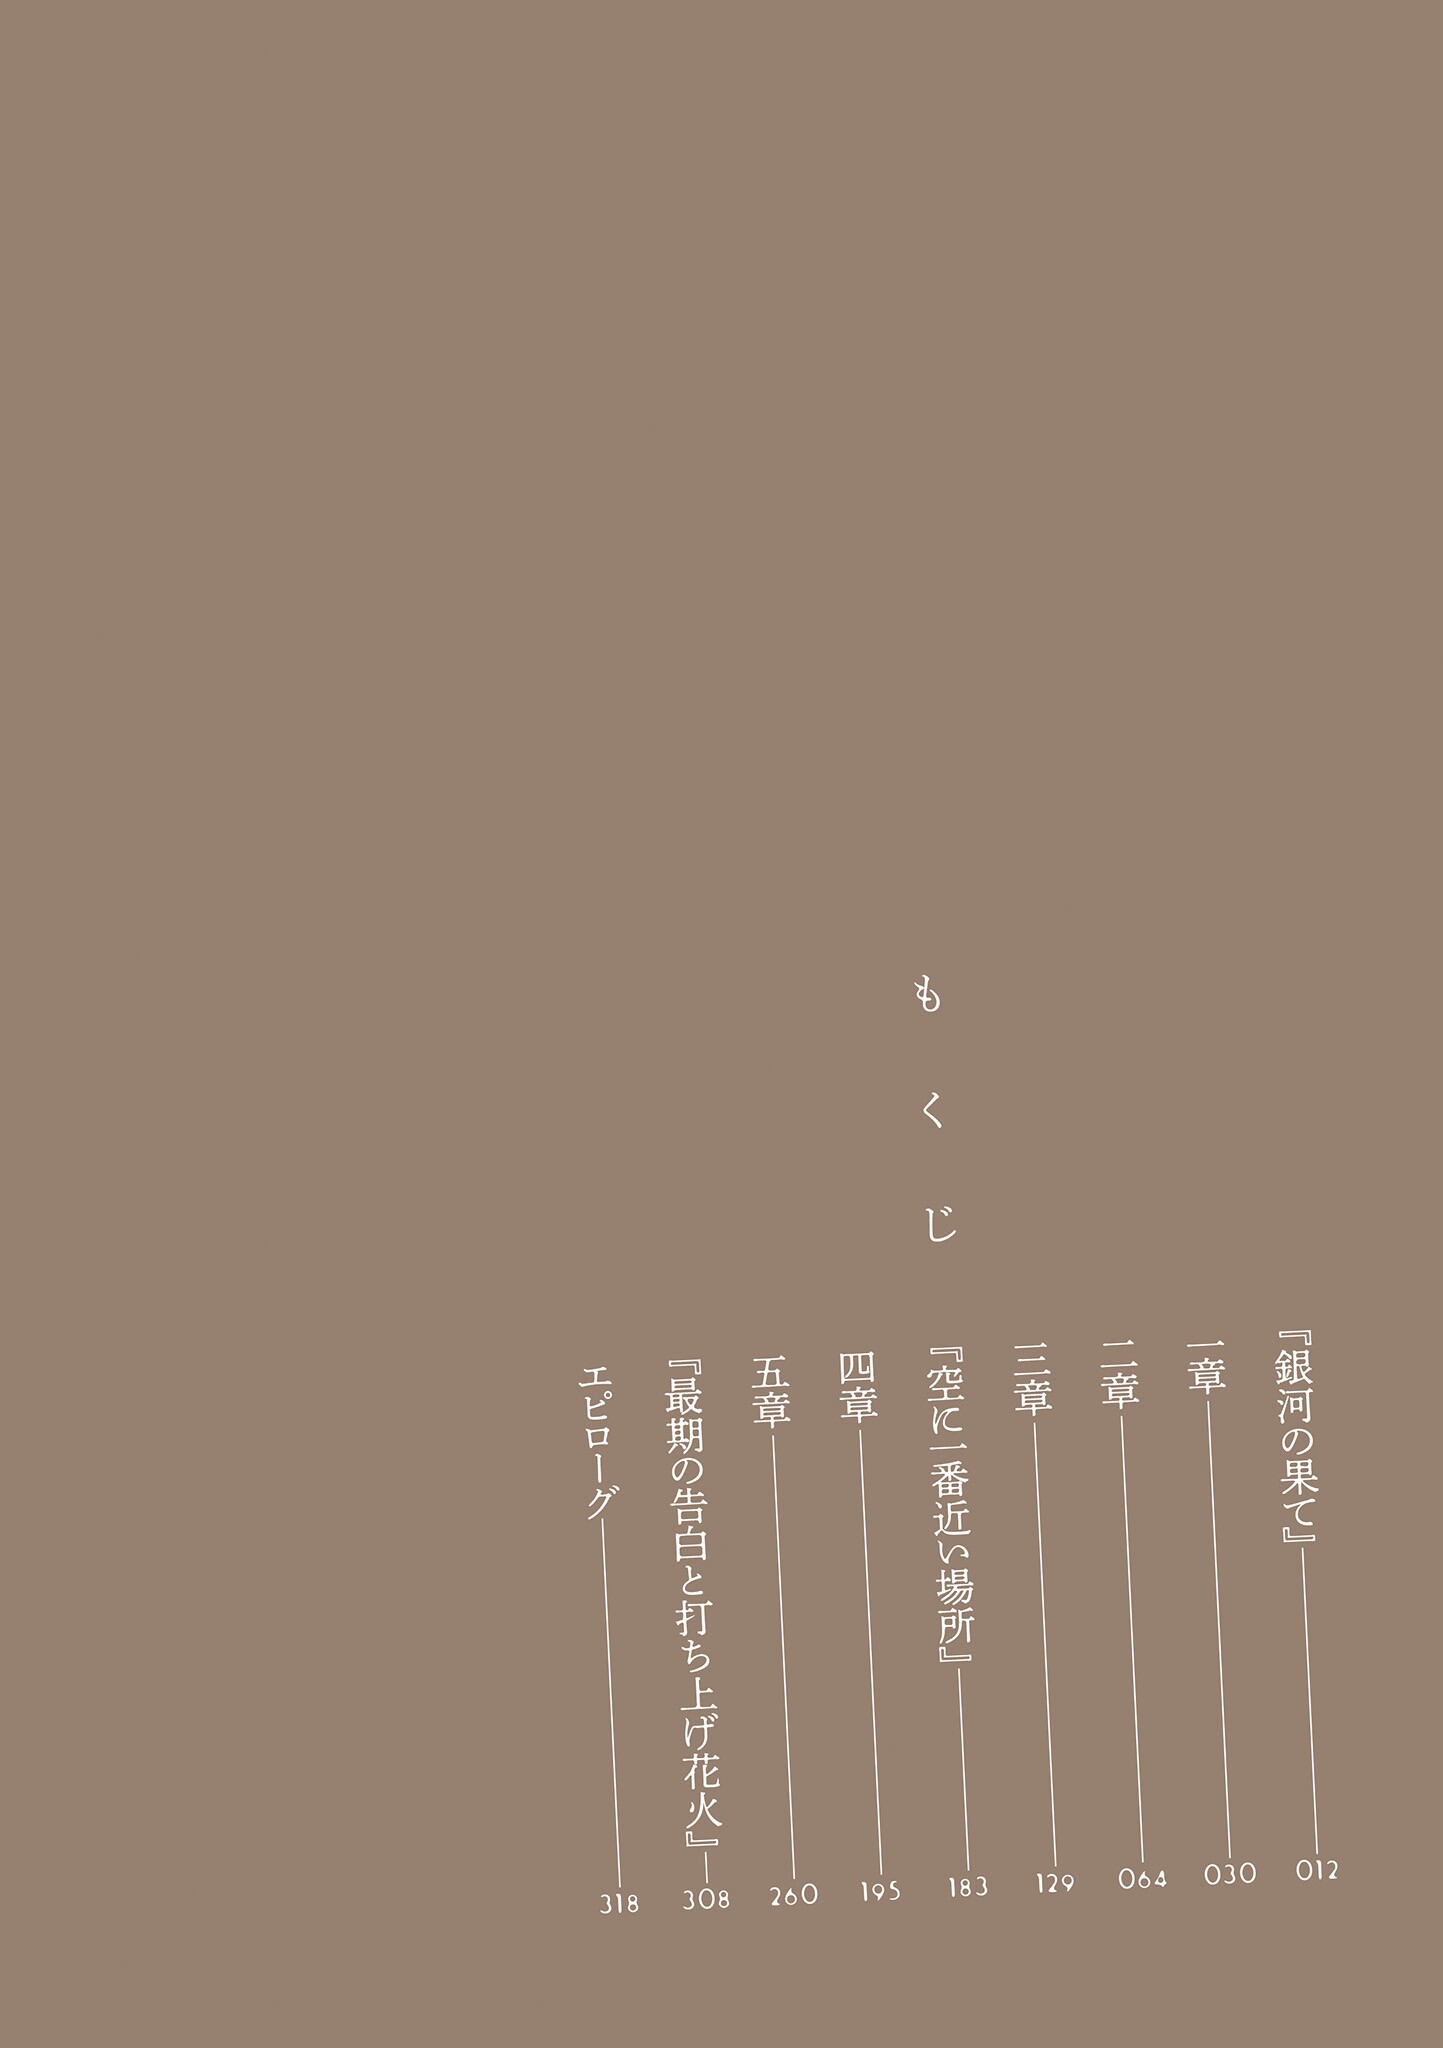 もくじ
『銀河の果て』 012
一章 030
二章 064
三章 129
『空に一番近い場所』 183
四章 195
五章 260
『最期の告白と打ち上げ花火』 308
エピローグ 318